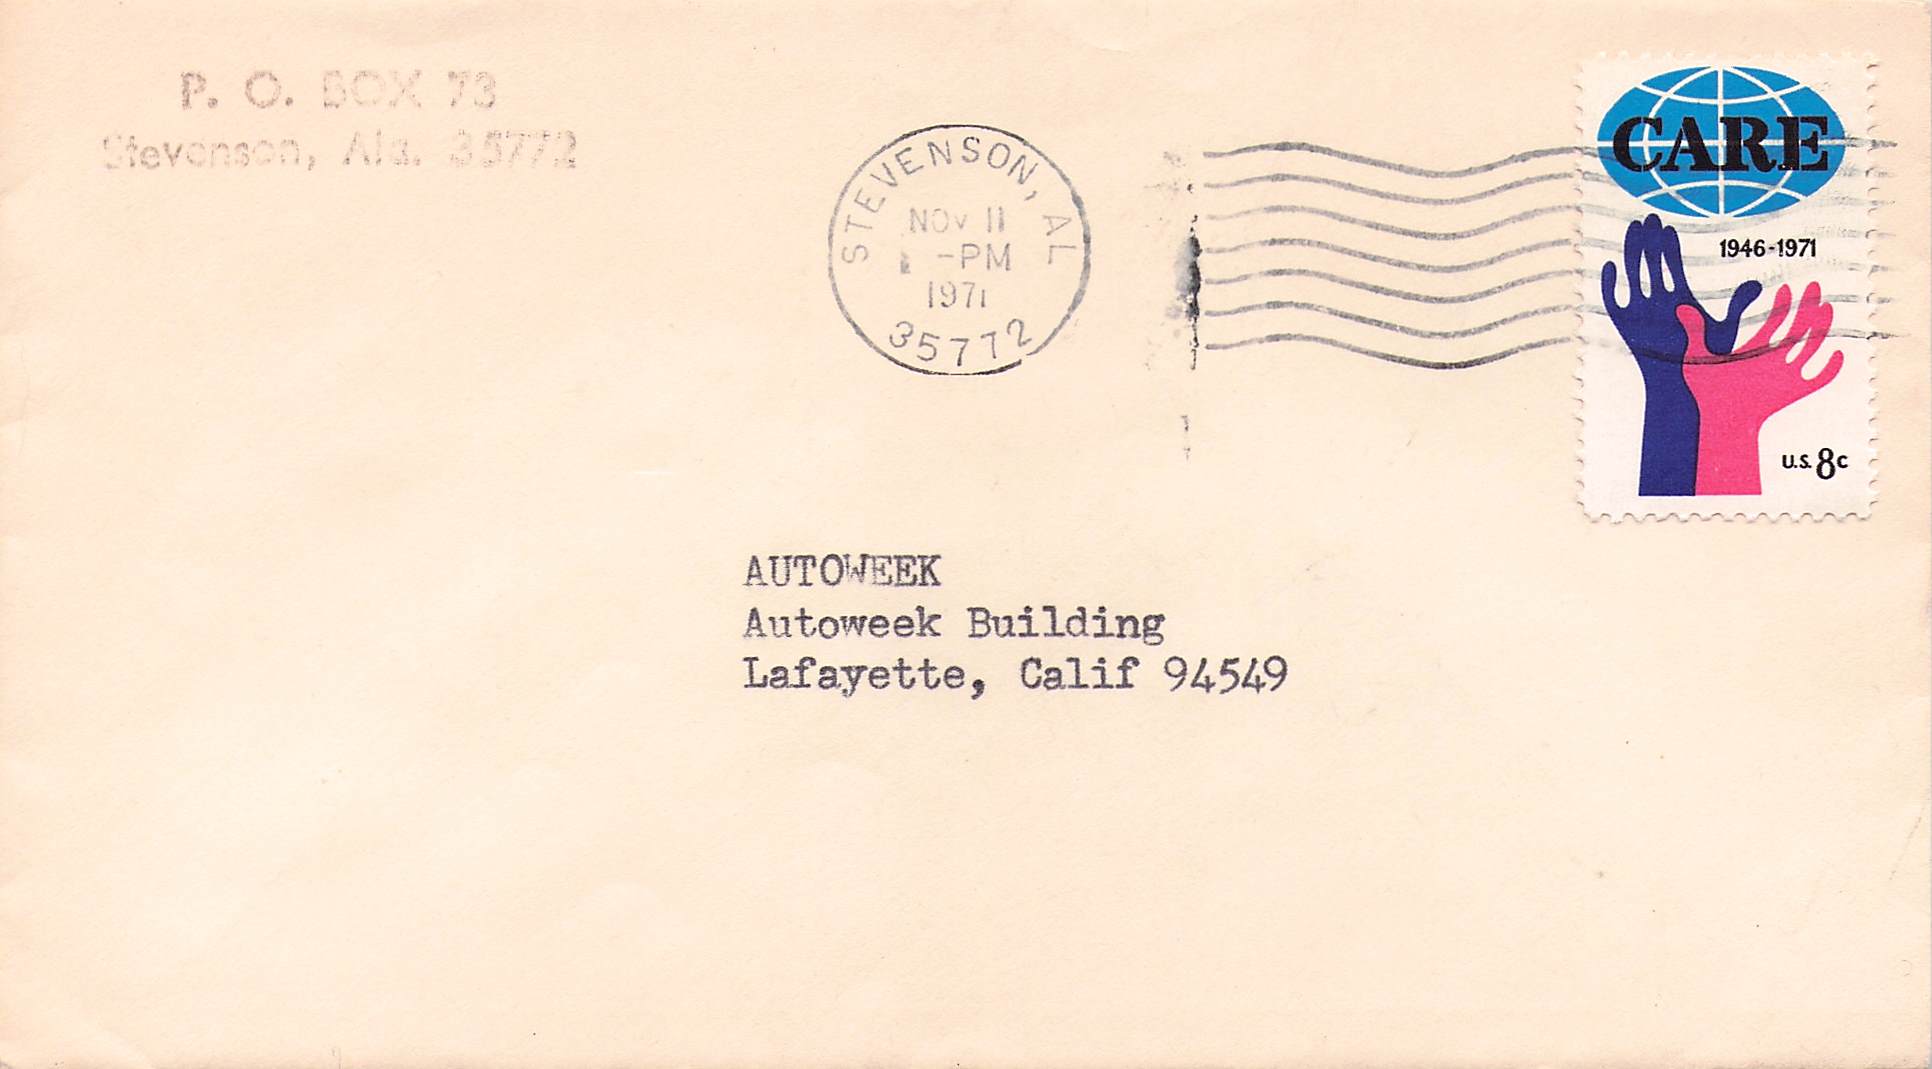 P. O. BOX 73
Stevenson, Ala. 35772
STEVENSON, AL
NOV 11
-PM
1971
35772
CARE
1946-1971
U.S. 8c
AUTOWEEK
Autoweek Building
Lafayette, Calif 94549